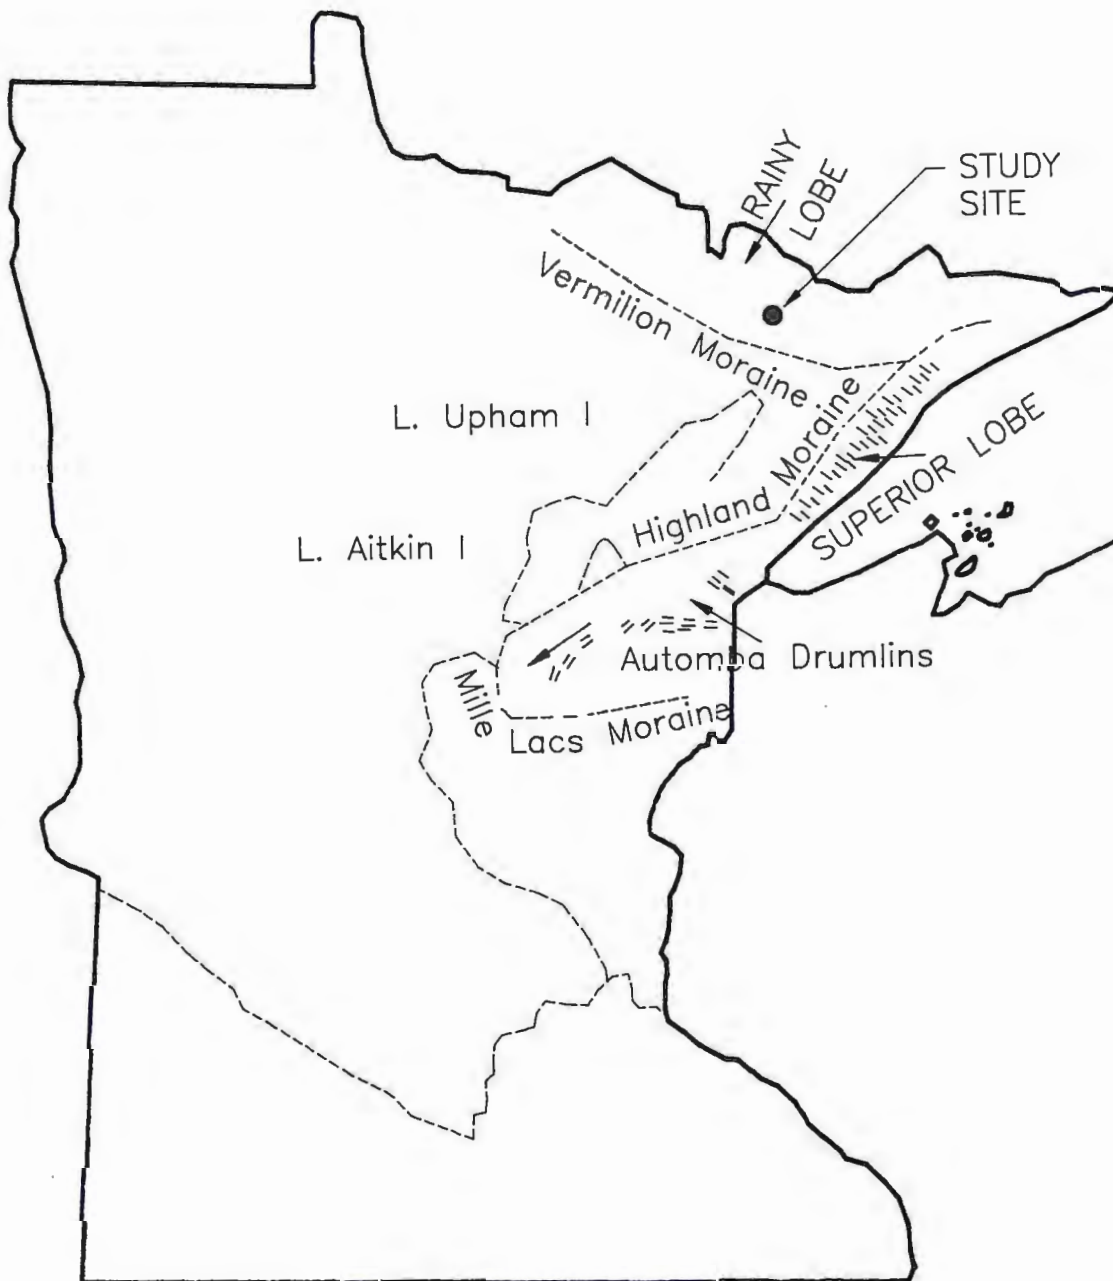 RAINY
LOBE
STUDY
SITE
Vermilion Moraine
L. Upham I
Highland Moraine
SUPERIOR LOBE
L. Aitkin I
Automba Drumlins
Mille
Lacs Moraine